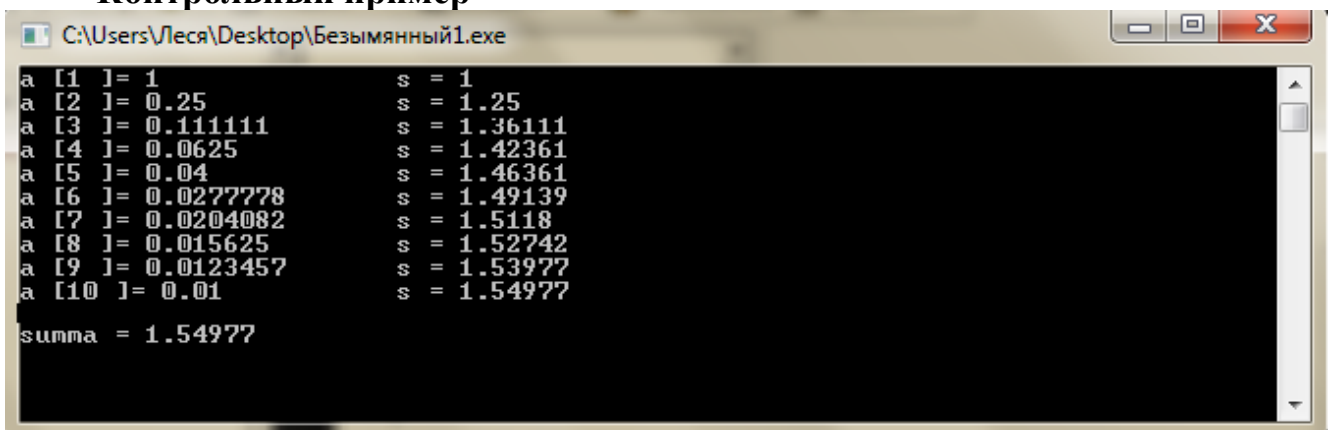 Контрольный пример
C:\Users\Леся\Desktop\Безымянный1.exe
a [1 ]= 1 s = 1
a [2 ]= 0.25 s = 1.25
a [3 ]= 0.111111 s = 1.36111
a [4 ]= 0.0625 s = 1.42361
a [5 ]= 0.04 s = 1.46361
a [6 ]= 0.0277778 s = 1.49139
a [7 ]= 0.0204082 s = 1.5118
a [8 ]= 0.015625 s = 1.52742
a [9 ]= 0.0123457 s = 1.53977
a [10 ]= 0.01 s = 1.54977
summa = 1.54977